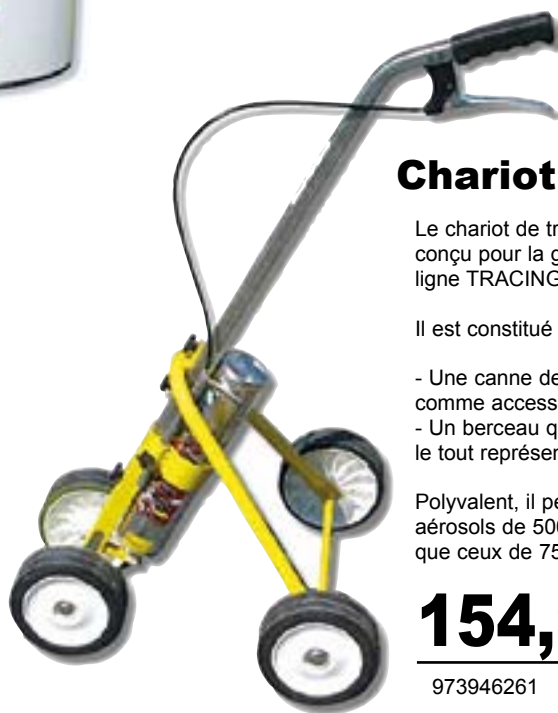 Chariot
Le chariot de tr
conçu pour la g
ligne TRACING
Il est constitué
- Une canne de
comme access
- Un berceau q
le tout représen
Polyvalent, il pe
aérosols de 500
que ceux de 75
154,
973946261